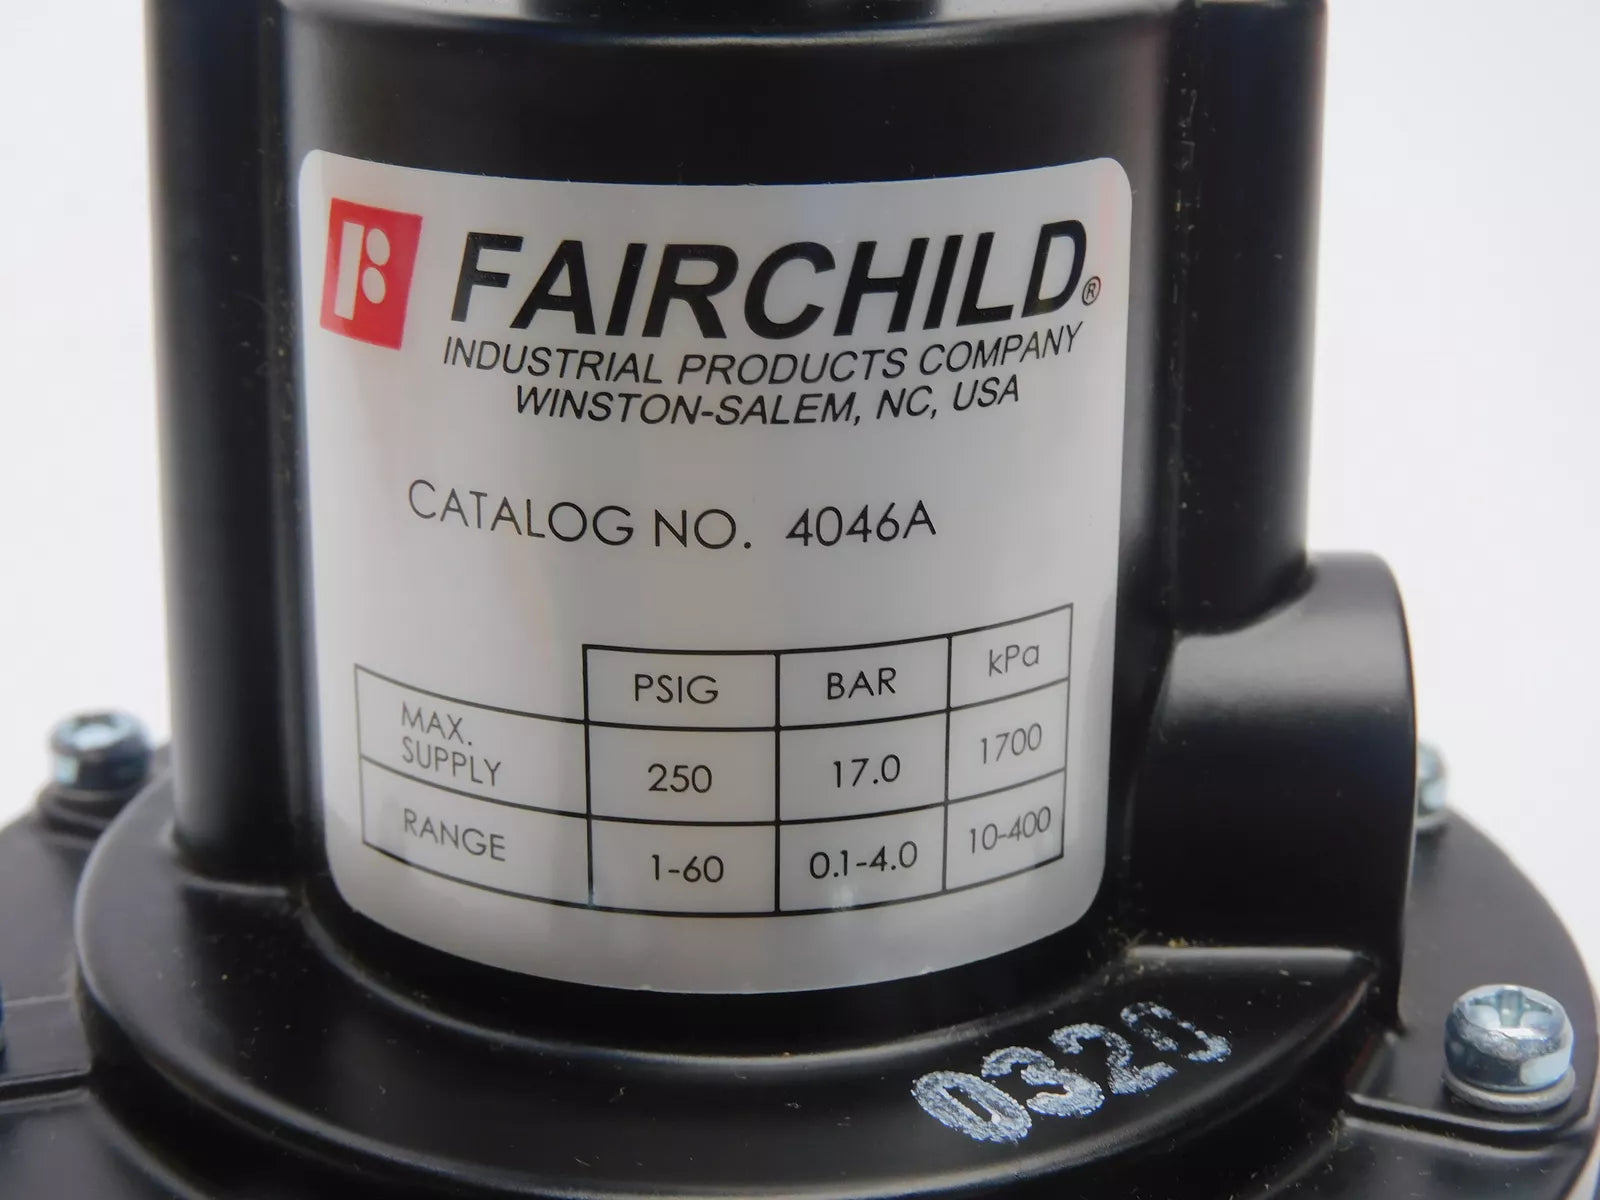 FAIRCHILD®
INDUSTRIAL PRODUCTS COMPANY
WINSTON-SALEM, NC, USA
CATALOG NO. 4046A
PSIG BAR kPa
MAX.
SUPPLY 250 17.0 1700
RANGE 1-60 0.1-4.0 10-400
0320